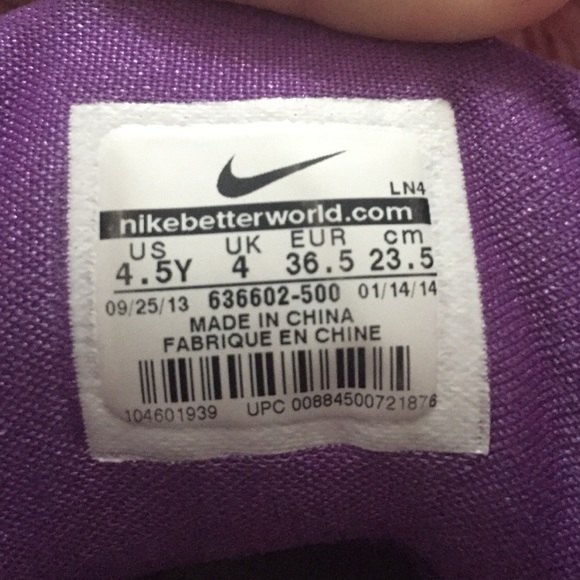 LN4
nikebetterworld.com
US UK EUR cm
4.5Y 4 36.5 23.5
09/25/13 636602-500 01/14/14
MADE IN CHINA
FABRIQUE EN CHINE
104601939 UPC 00884500721876